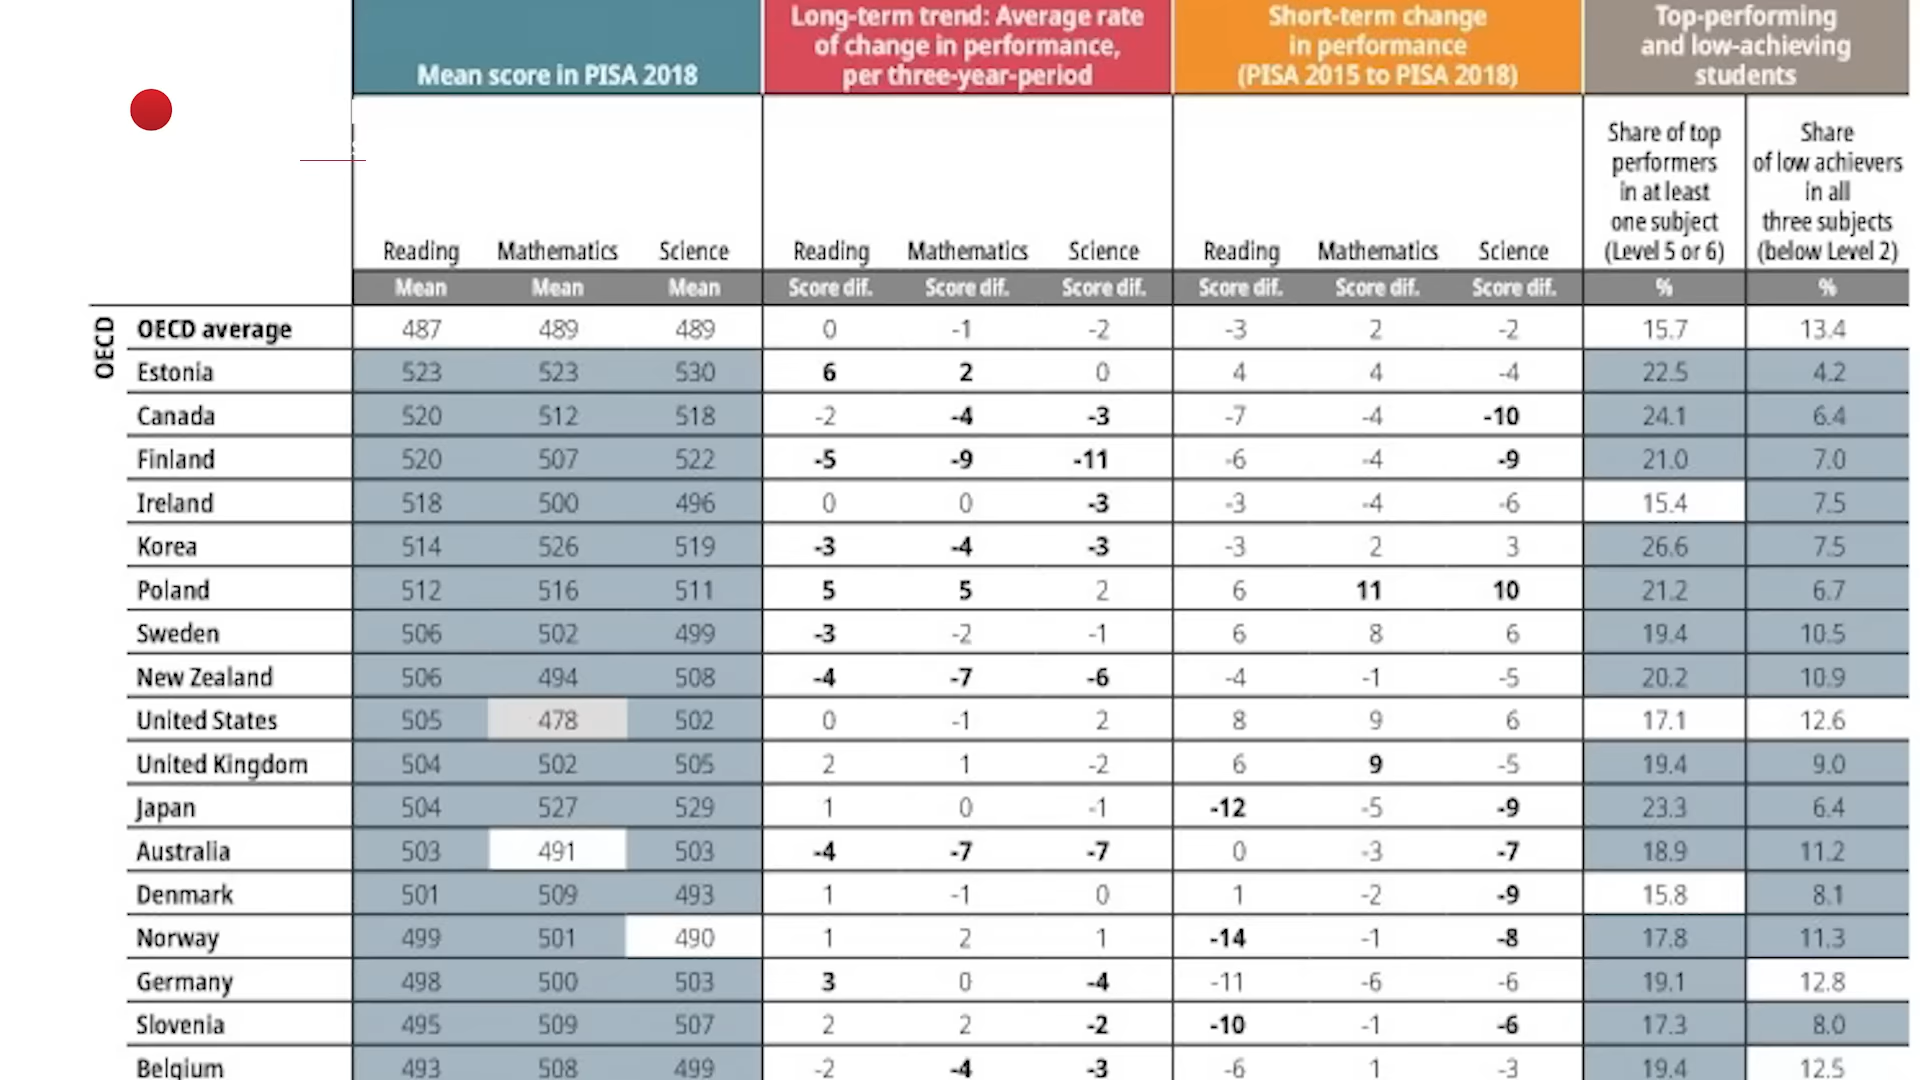 Mean score in PISA 2018
Long-term trend: Average rate
of change in performance,
per three-year-period
Short-term change
in performance
(PISA 2015 to PISA 2018)
Top-performing
and low-achieving
students
Share of top
performers
in at least
one subject
(Level 5 or 6)
Share
of low achievers
in all
three subjects
(below Level 2)
Reading Mathematics Science Reading Mathematics Science Reading Mathematics Science
Mean Mean Mean Score dif. Score dif. Score dif. Score dif. Score dif. Score dif. % %
OECD
OECD average 487 489 489 0 -1 -2 -3 2 -2 15.7 13.4
Estonia 523 523 530 6 2 0 4 4 -4 22.5 4.2
Canada 520 512 518 -2 -4 -3 -7 -4 -10 24.1 6.4
Finland 520 507 522 -5 -9 -11 -6 -4 -9 21.0 7.0
Ireland 518 500 496 0 0 -3 -3 -4 -6 15.4 7.5
Korea 514 526 519 -3 -4 -3 -3 2 3 26.6 7.5
Poland 512 516 511 5 5 2 6 11 10 21.2 6.7
Sweden 506 502 499 -3 -2 -1 6 8 6 19.4 10.5
New Zealand 506 494 508 -4 -7 -6 -4 -1 -5 20.2 10.9
United States 505 478 502 0 -1 2 8 9 6 17.1 12.6
United Kingdom 504 502 505 2 1 -2 6 9 -5 19.4 9.0
Japan 504 527 529 1 0 -1 -12 -5 -9 23.3 6.4
Australia 503 491 503 -4 -7 -7 0 -3 -7 18.9 11.2
Denmark 501 509 493 1 -1 0 1 -2 -9 15.8 8.1
Norway 499 501 490 1 2 1 -14 -1 -8 17.8 11.3
Germany 498 500 503 3 0 -4 -11 -6 -6 19.1 12.8
Slovenia 495 509 507 2 2 -2 -10 -1 -6 17.3 8.0
Belgium 493 508 499 -2 -4 -3 -6 1 -3 19.4 12.5